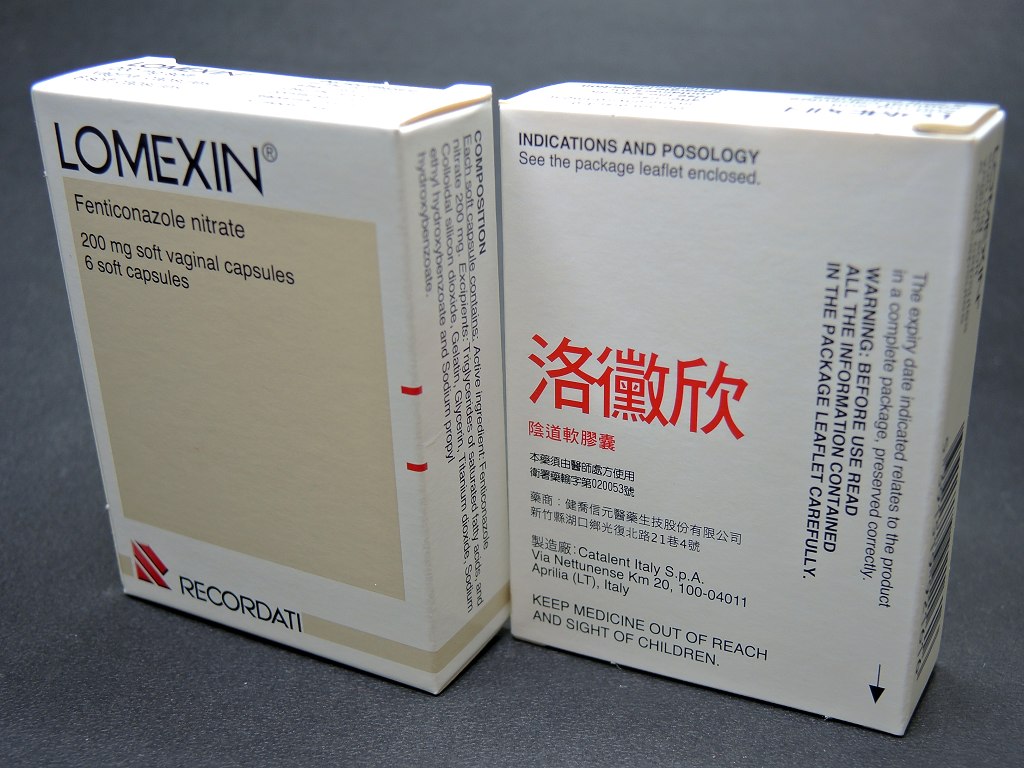 LOMEXIN
LOMEXIN®
Fenticonazole nitrate
200 mg soft vaginal capsules
6 soft capsules
RECORDATI
COMPOSITION
Each soft capsule contains: Active ingredient: Fenticonazole
nitrate 200 mg. Excipients: Triglycerides of saturated fatty acids, and
Colloidal silicon dioxide, Gelatin, Glycerin, Titanium dioxide, Sodium
ethyl hydroxybenzoate and Sodium propyl
hydroxybenzoate.
INDICATIONS AND POSOLOGY
See the package leaflet enclosed.
洛黴欣
陰道軟膠囊
本藥須由醫師處方使用
衛署藥輸字第020053號
藥商：健喬信元醫藥生技股份有限公司
新竹縣湖口鄉光復北路21巷4號
製造廠：Catalent Italy S.p.A.
Via Nettunense Km 20, 100-04011
Aprilia (LT), Italy
KEEP MEDICINE OUT OF REACH
AND SIGHT OF CHILDREN.
The expiry date indicated relates to the product
in a complete package, preserved correctly.
WARNING: BEFORE USE READ
ALL THE INFORMATION CONTAINED
IN THE PACKAGE LEAFLET CAREFULLY.